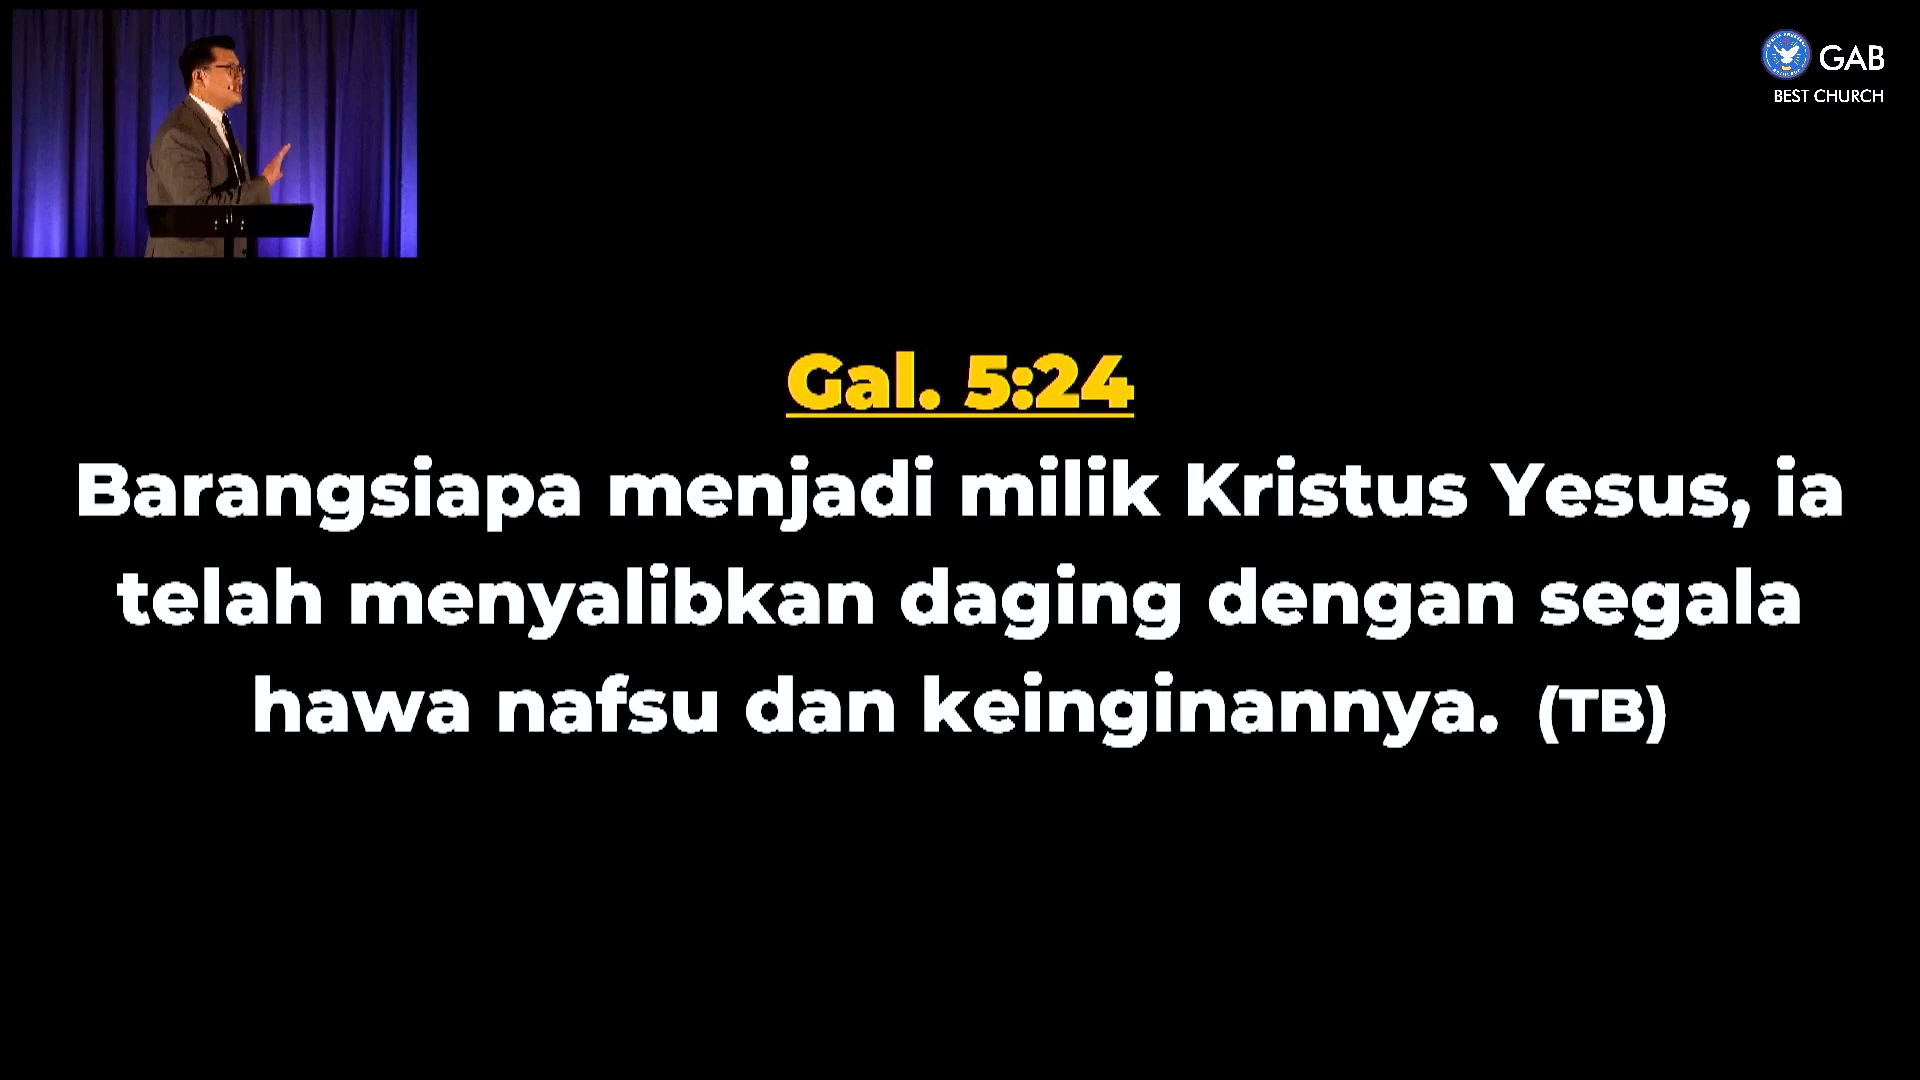 GAB
BEST CHURCH
Gal. 5:24
Barangsiapa menjadi milik Kristus Yesus, ia
telah menyalibkan daging dengan segala
hawa nafsu dan keinginannya. (TB)